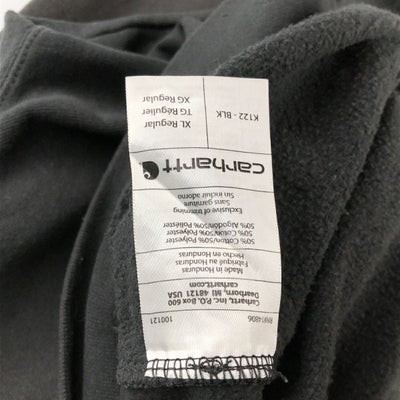 K122 - BLK
XL Regular
TG Régulier
XG Regular
carhartt
Exclusive of trimming
Sans garniture
Sin incluir adorno
50% Cotton/50% Polyester
50% Coton/50% Polyester
50% Algodón/50% Poliéster
Made in Honduras
Fabriqué au Honduras
Hecho en Honduras
Carhartt, Inc. P.O. Box 600
Dearborn, MI. 48121 USA
carhartt.com
RN#14806
100121